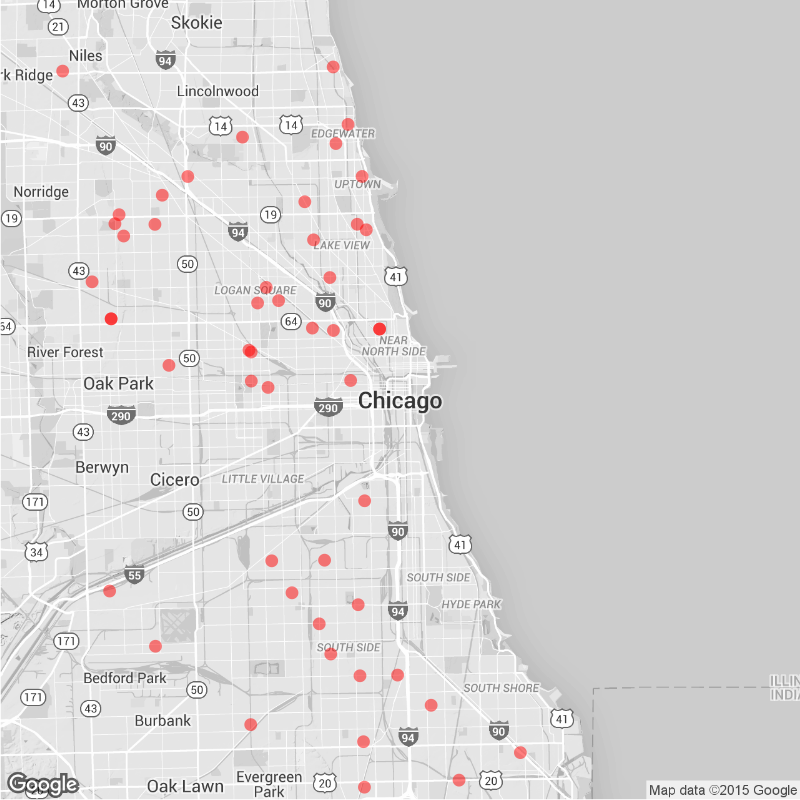 14
Morton Grove
Skokie
21
Niles
94
rk Ridge
Lincolnwood
43
14
14
EDGEWATER
90
Norridge
UPTOWN
19
19
94
LAKE VIEW
50
43
41
LOGAN SQUARE
90
64
64
NEAR
NORTH SIDE
River Forest
50
Oak Park
Chicago
290
290
43
Berwyn
Cicero
LITTLE VILLAGE
171
50
90
34
41
55
SOUTH SIDE
HYDE PARK
94
171
SOUTH SIDE
Bedford Park
ILLIN
INDIA
50
SOUTH SHORE
171
43
Burbank
41
90
94
Oak Lawn
Evergreen
Park
20
20
Google
Map data ©2015 Google